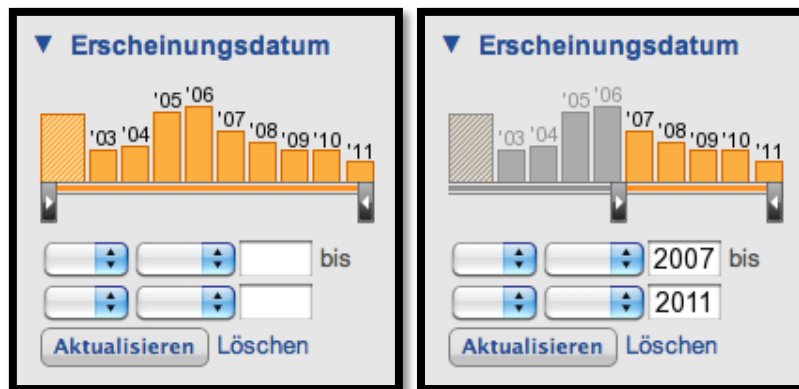 ▼ Erscheinungsdatum
'03 '04 '05 '06 '07 '08 '09 '10 '11
bis
Aktualisieren Löschen
▼ Erscheinungsdatum
'03 '04 '05 '06 '07 '08 '09 '10 '11
2007 bis
2011
Aktualisieren Löschen